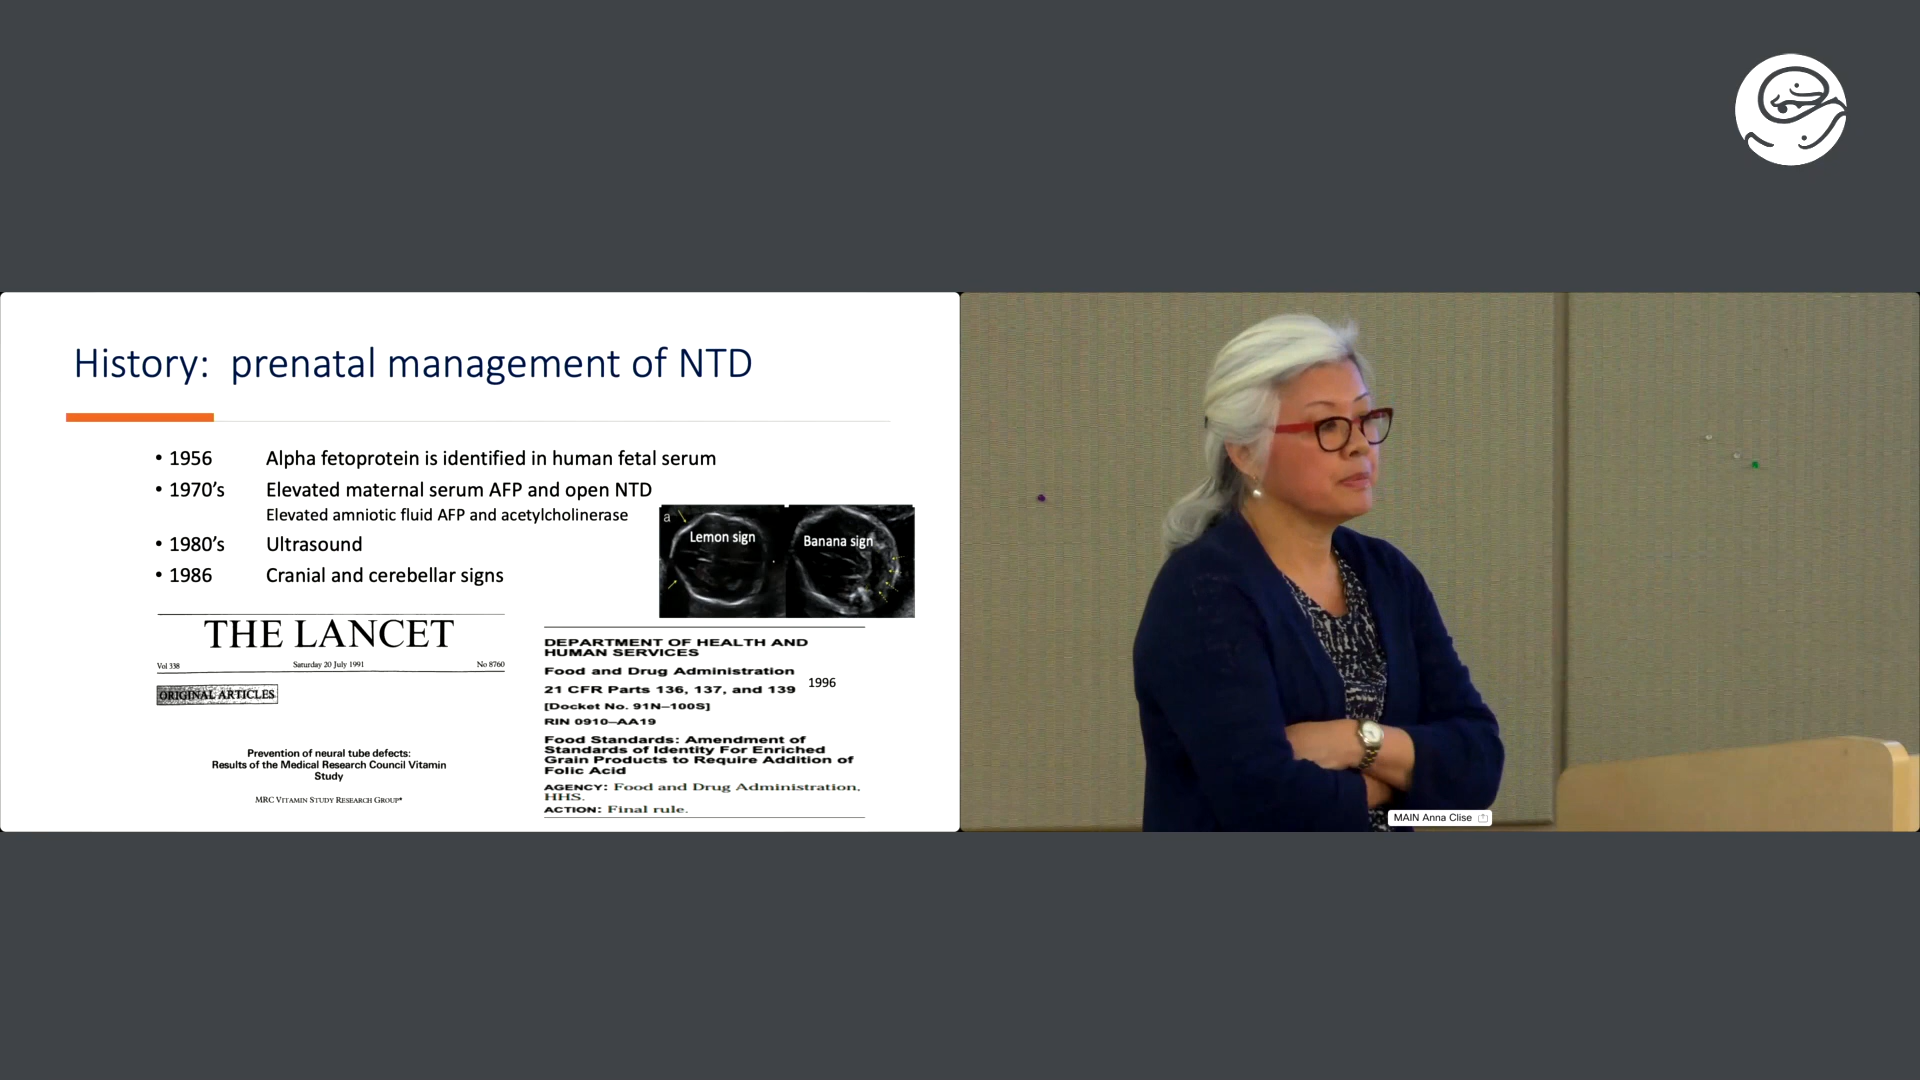 History: prenatal management of NTD
• 1956 Alpha fetoprotein is identified in human fetal serum
• 1970’s Elevated maternal serum AFP and open NTD
Elevated amniotic fluid AFP and acetylcholinerase
• 1980’s Ultrasound
• 1986 Cranial and cerebellar signs
a
Lemon sign
Banana sign
THE LANCET
Vol 338 Saturday 20 July 1991 No 8760
ORIGINAL ARTICLES
Prevention of neural tube defects:
Results of the Medical Research Council Vitamin
Study
MRC VITAMIN STUDY RESEARCH GROUP*
DEPARTMENT OF HEALTH AND
HUMAN SERVICES
Food and Drug Administration
21 CFR Parts 136, 137, and 139
1996
[Docket No. 91N–100S]
RIN 0910–AA19
Food Standards: Amendment of
Standards of Identity For Enriched
Grain Products to Require Addition of
Folic Acid
AGENCY: Food and Drug Administration,
HHS.
ACTION: Final rule.
MAIN Anna Clise